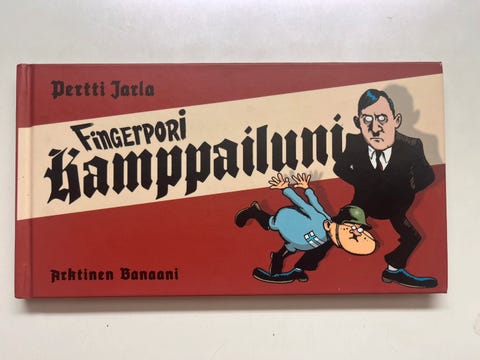 Pertti Jarla
Fingerpori
Kamppailuni
Arktinen Banaani